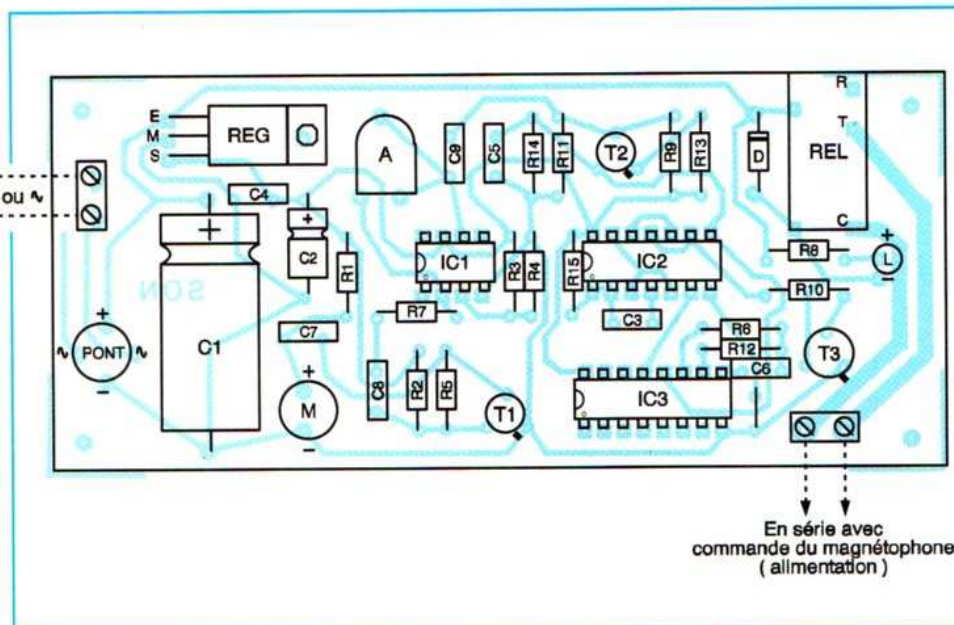 R
E
M
S
REG
T
A
C9
C5
R14
R11
T2
R9
R13
D
REL
ou ~
C4
+
+
C2
R1
IC1
R3
R4
R15
IC2
C
R8
+
L
-
R10
SON
R7
C3
C7
+
~ PONT ~
-
C1
R6
R12
T3
C6
+
M
-
C8
R2
R5
T1
IC3
En série avec
commande du magnétophone
( alimentation )